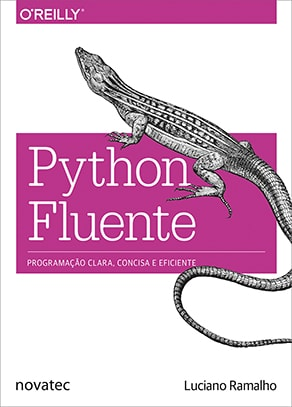 O'REILLY®
Python
Fluente
PROGRAMAÇÃO CLARA, CONCISA E EFICIENTE
novatec
Luciano Ramalho